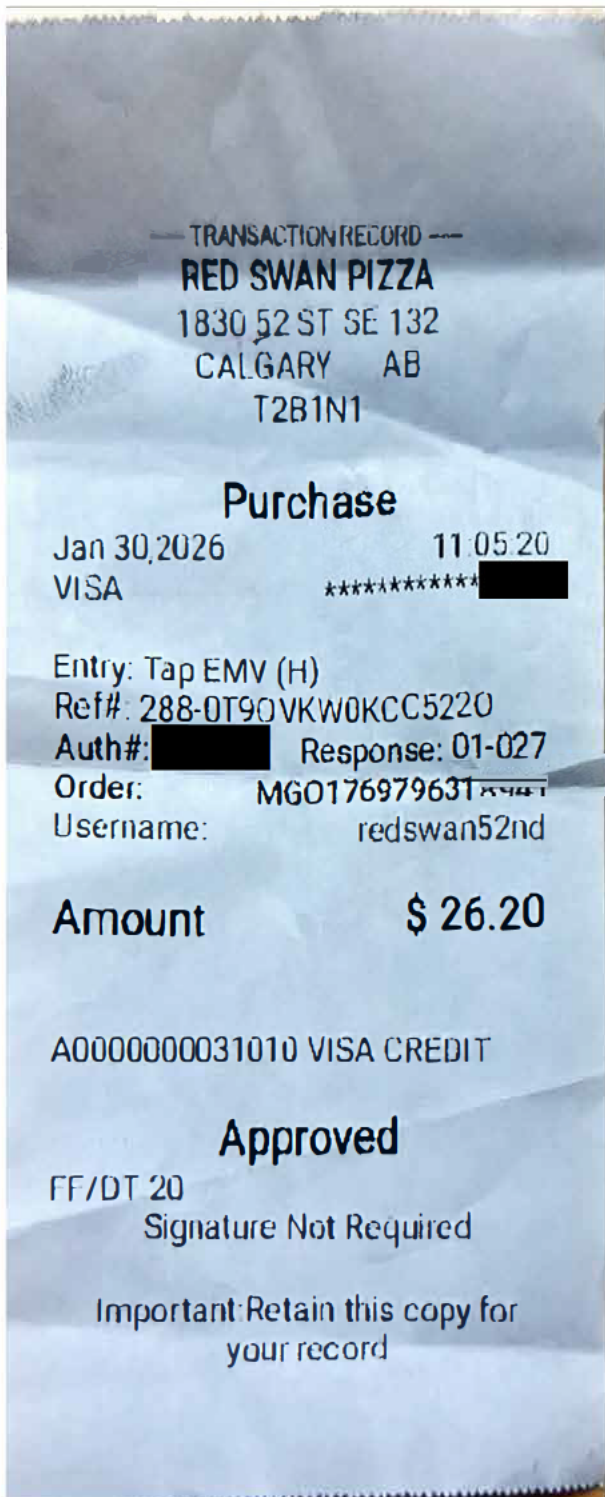 --- TRANSACTION RECORD ---
RED SWAN PIZZA
1830 52 ST SE 132
CALGARY AB
T2B1N1
Purchase
Jan 30,2026 11:05:20
VISA ************
Entry: Tap EMV (H)
Ref#: 288-0T9OVKW0KCC522O
Auth#: Response: 01-027
Order:
Username: redswan52nd
Amount $ 26.20
A0000000031010 VISA CREDIT
Approved
FF/DT 20
Signature Not Required
Important:Retain this copy for
your record